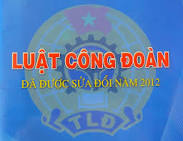 LUẬT CÔNG ĐOÀN
ĐÃ ĐƯỢC SỬA ĐỔI NĂM 2012
TLĐ